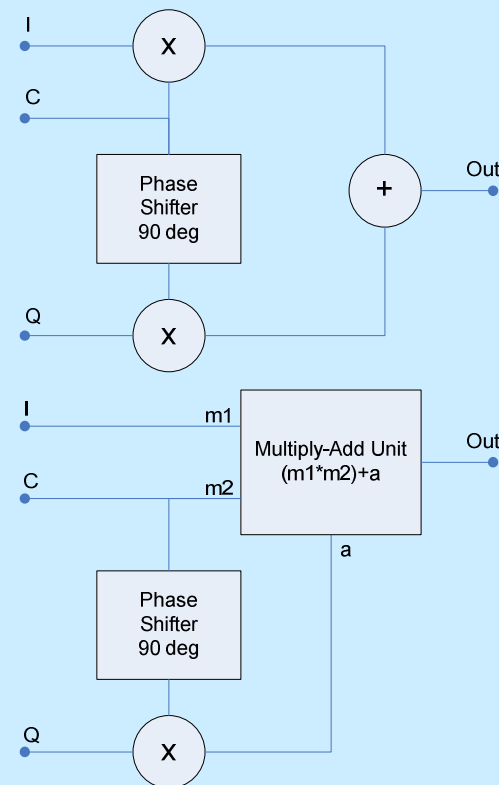 I
X
C
Phase
Shifter
90 deg
+
Out
Q
X
I
m1
Multiply-Add Unit
(m1*m2)+a
Out
C
m2
a
Phase
Shifter
90 deg
Q
X